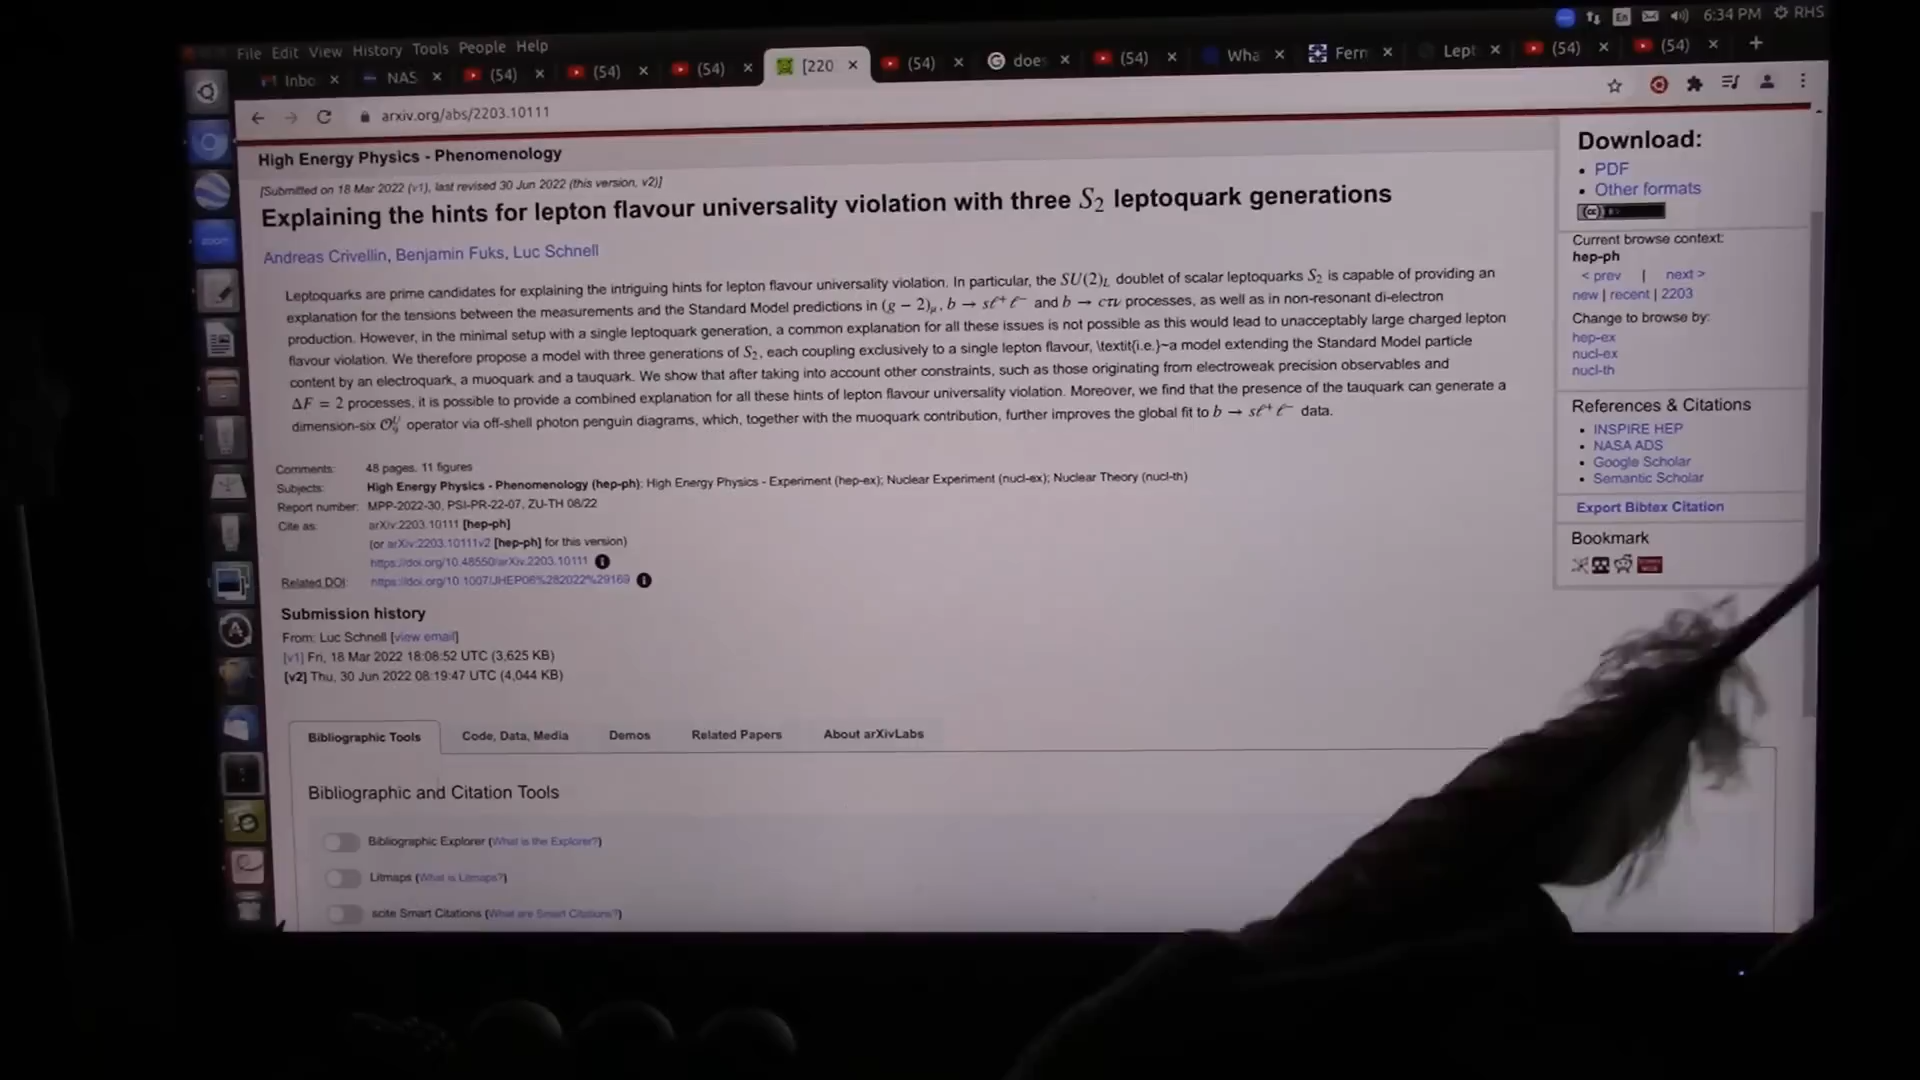 6:34 PM RHS
File Edit View History Tools People Help
Inbo NAS (54) (54) (54) [220 (54) doe (54) Wha Ferr Lept (54) (54)
arxiv.org/abs/2203.10111
High Energy Physics - Phenomenology
[Submitted on 18 Mar 2022 (v1), last revised 30 Jun 2022 (this version, v2)]
Explaining the hints for lepton flavour universality violation with three S₂ leptoquark generations
Andreas Crivellin, Benjamin Fuks, Luc Schnell
Leptoquarks are prime candidates for explaining the intriguing hints for lepton flavour universality violation. In particular, the SU(2)_L doublet of scalar leptoquarks S₂ is capable of providing an
explanation for the tensions between the measurements and the Standard Model predictions in (g − 2)_μ, b → sℓ⁺ℓ⁻ and b → cτν processes, as well as in non-resonant di-electron
production. However, in the minimal setup with a single leptoquark generation, a common explanation for all these issues is not possible as this would lead to unacceptably large charged lepton
flavour violation. We therefore propose a model with three generations of S₂, each coupling exclusively to a single lepton flavour, \textit{i.e.}~a model extending the Standard Model particle
content by an electroquark, a muoquark and a tauquark. We show that after taking into account other constraints, such as those originating from electroweak precision observables and
ΔF = 2 processes, it is possible to provide a combined explanation for all these hints of lepton flavour universality violation. Moreover, we find that the presence of the tauquark can generate a
dimension-six O₉ᵁ operator via off-shell photon penguin diagrams, which, together with the muoquark contribution, further improves the global fit to b → sℓ⁺ℓ⁻ data.
Comments: 48 pages, 11 figures
Subjects: High Energy Physics - Phenomenology (hep-ph); High Energy Physics - Experiment (hep-ex); Nuclear Experiment (nucl-ex); Nuclear Theory (nucl-th)
Report number: MPP-2022-30, PSI-PR-22-07, ZU-TH 08/22
Cite as: arXiv:2203.10111 [hep-ph]
(or arXiv:2203.10111v2 [hep-ph] for this version)
https://doi.org/10.48550/arXiv.2203.10111
Related DOI: https://doi.org/10.1007/JHEP06%282022%29169
Submission history
From: Luc Schnell [view email]
[v1] Fri, 18 Mar 2022 18:08:52 UTC (3,625 KB)
[v2] Thu, 30 Jun 2022 08:19:47 UTC (4,044 KB)
Bibliographic Tools Code, Data, Media Demos Related Papers About arXivLabs
Bibliographic and Citation Tools
Bibliographic Explorer (What is the Explorer?)
Litmaps (What is Litmaps?)
scite Smart Citations (What are Smart Citations?)
Download:
PDF
Other formats
Current browse context:
hep-ph
< prev | next >
new | recent | 2203
Change to browse by:
hep-ex
nucl-ex
nucl-th
References & Citations
INSPIRE HEP
NASA ADS
Google Scholar
Semantic Scholar
Export Bibtex Citation
Bookmark